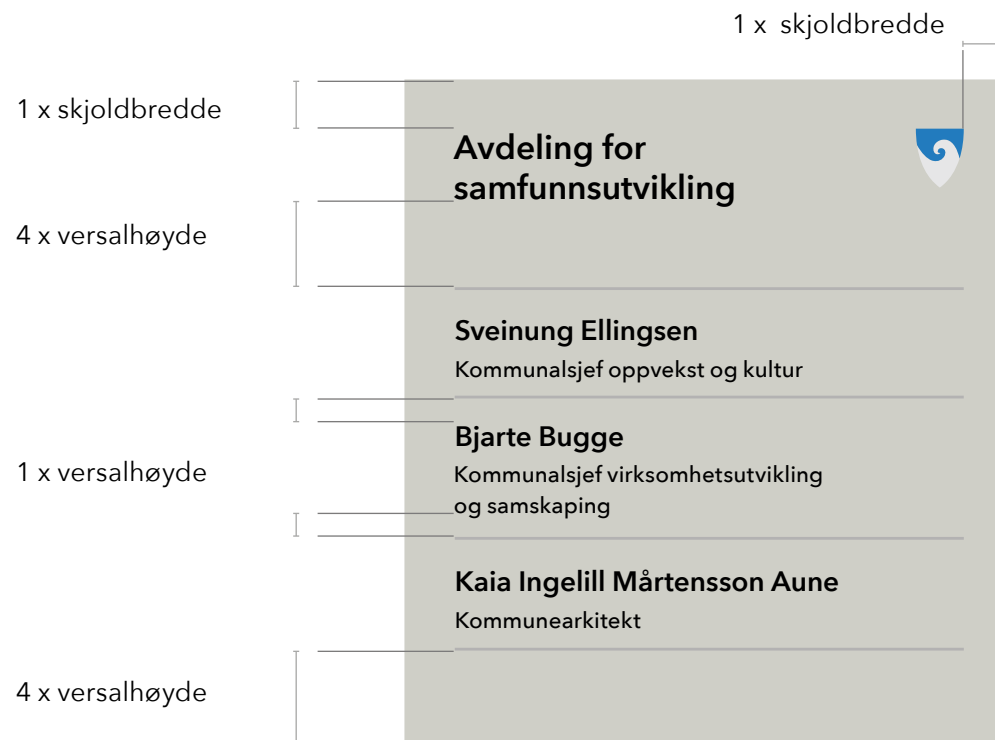 1 x skjoldbredde
1 x skjoldbredde
Avdeling for
samfunnsutvikling
4 x versalhøyde
Sveinung Ellingsen
Kommunalsjef oppvekst og kultur
Bjarte Bugge
1 x versalhøyde
Kommunalsjef virksomhetsutvikling
og samskaping
Kaia Ingelill Mårtensson Aune
Kommunearkitekt
4 x versalhøyde